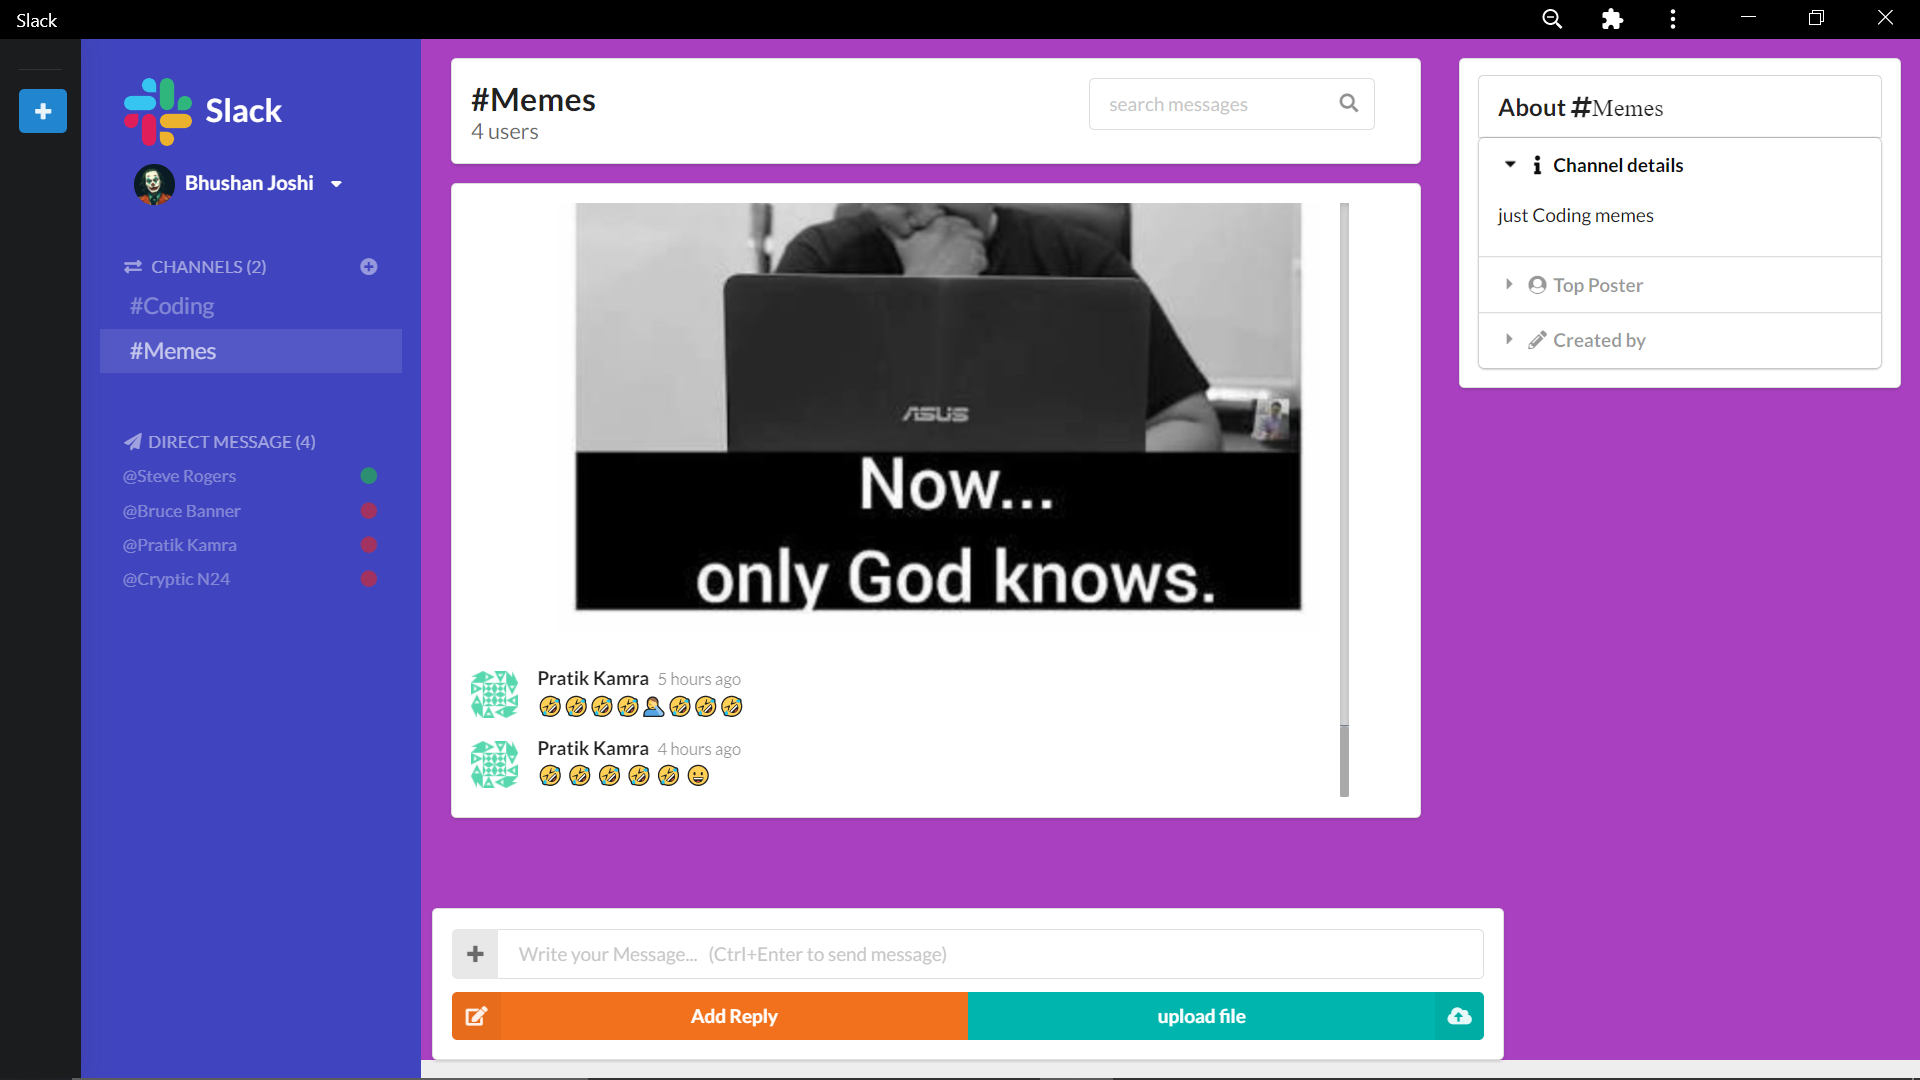 Slack
Slack
Bhushan Joshi
CHANNELS (2)
#Coding
#Memes
DIRECT MESSAGE (4)
@Steve Rogers
@Bruce Banner
@Pratik Kamra
@Cryptic N24
#Memes
4 users
search messages
ASUS
Now...
only God knows.
Pratik Kamra 5 hours ago
🤣🤣🤣🤣🤦🤣🤣🤣
Pratik Kamra 4 hours ago
🤣 🤣 🤣 🤣 🤣 😀
Write your Message... (Ctrl+Enter to send message)
Add Reply
upload file
About #Memes
Channel details
just Coding memes
Top Poster
Created by